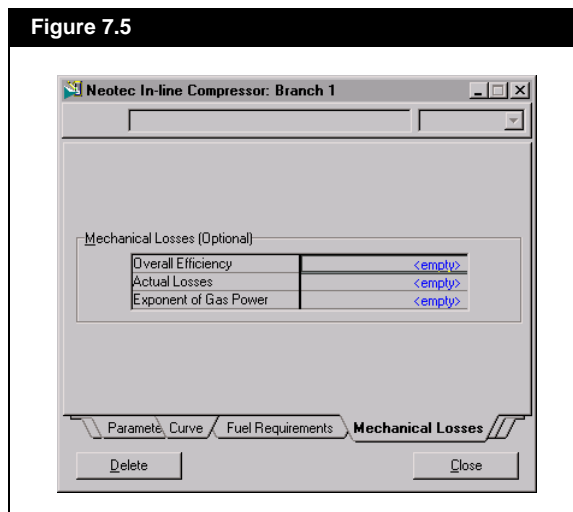 Figure 7.5
Neotec In-line Compressor: Branch 1
Mechanical Losses (Optional)
Overall Efficiency <empty>
Actual Losses <empty>
Exponent of Gas Power <empty>
Paramete Curve Fuel Requirements Mechanical Losses
Delete Close